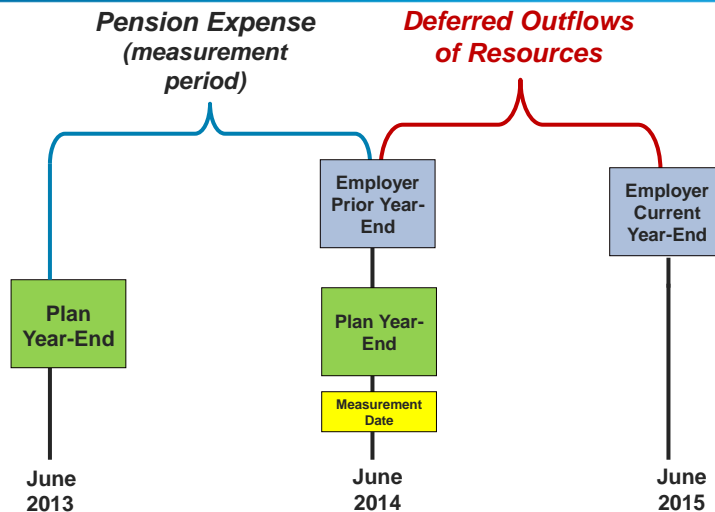 Pension Expense
(measurement
period)
Deferred Outflows
of Resources
Employer
Prior Year-
End
Employer
Current
Year-End
Plan
Year-End
Plan Year-
End
Measurement
Date
June
2013
June
2014
June
2015